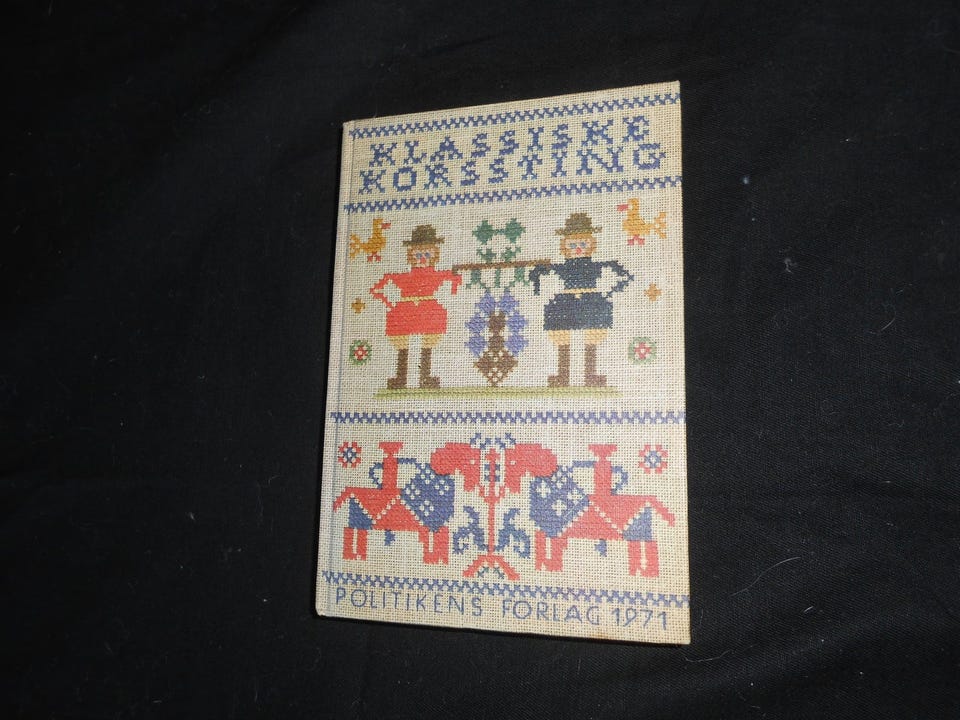 KLASSISKE
KORSSTING
POLITIKENS FORLAG 1971